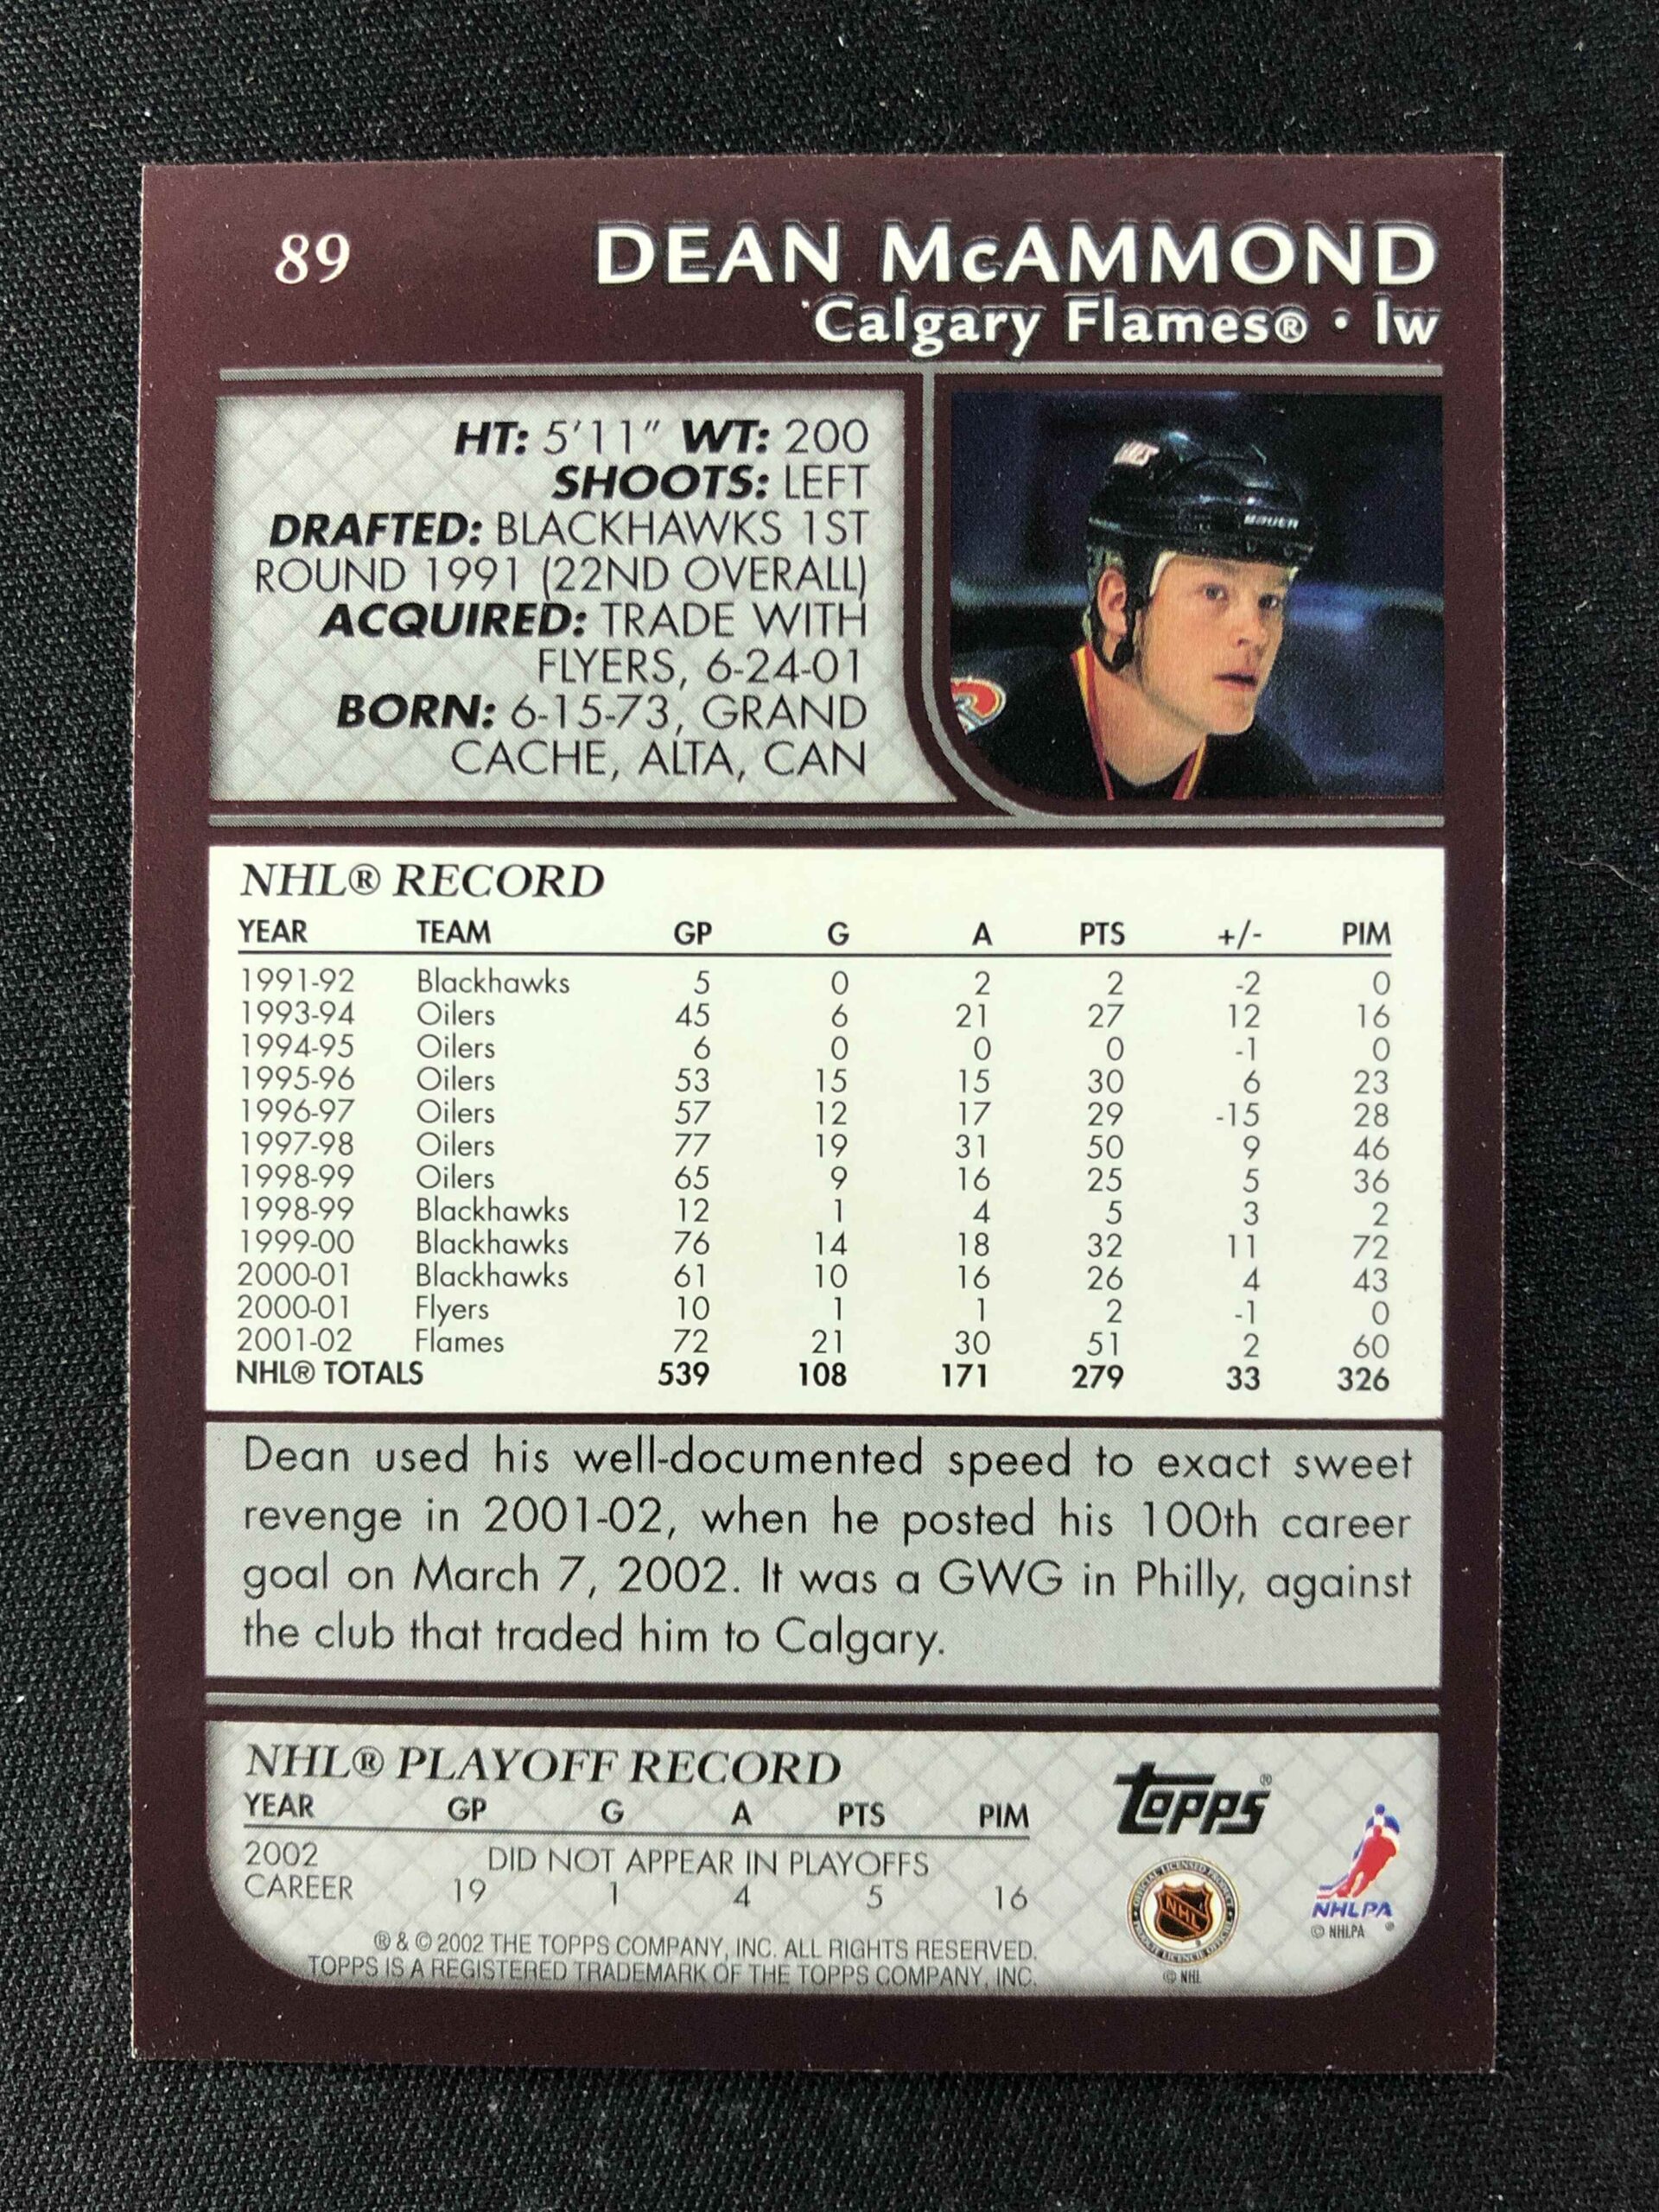 89
DEAN McAMMOND
Calgary Flames® • lw
HT: 5'11" WT: 200
SHOOTS: LEFT
DRAFTED: BLACKHAWKS 1ST
ROUND 1991 (22ND OVERALL)
ACQUIRED: TRADE WITH
FLYERS, 6-24-01
BORN: 6-15-73, GRAND
CACHE, ALTA, CAN
BAUER
NHL® RECORD
YEAR TEAM GP G A PTS +/- PIM
1991-92 Blackhawks 5 0 2 2 -2 0
1993-94 Oilers 45 6 21 27 12 16
1994-95 Oilers 6 0 0 0 -1 0
1995-96 Oilers 53 15 15 30 6 23
1996-97 Oilers 57 12 17 29 -15 28
1997-98 Oilers 77 19 31 50 9 46
1998-99 Oilers 65 9 16 25 5 36
1998-99 Blackhawks 12 1 4 5 3 2
1999-00 Blackhawks 76 14 18 32 11 72
2000-01 Blackhawks 61 10 16 26 4 43
2000-01 Flyers 10 1 1 2 -1 0
2001-02 Flames 72 21 30 51 2 60
NHL® TOTALS 539 108 171 279 33 326
Dean used his well-documented speed to exact sweet
revenge in 2001-02, when he posted his 100th career
goal on March 7, 2002. It was a GWG in Philly, against
the club that traded him to Calgary.
NHL® PLAYOFF RECORD
YEAR GP G A PTS PIM
2002 DID NOT APPEAR IN PLAYOFFS
CAREER 19 1 4 5 16
® & © 2002 THE TOPPS COMPANY, INC. ALL RIGHTS RESERVED.
TOPPS IS A REGISTERED TRADEMARK OF THE TOPPS COMPANY, INC.
Topps®
NHL
© NHL
NHLPA
© NHLPA